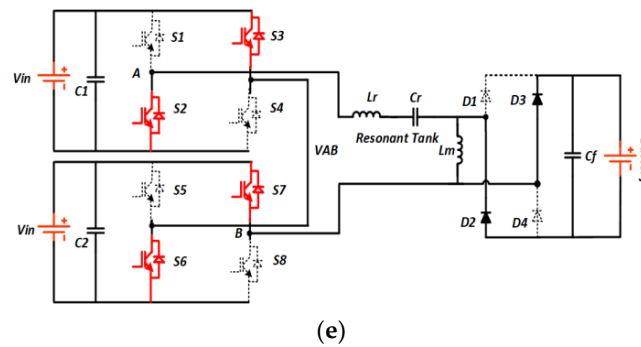 S1
S3
Vin
C1
A
S2
S4
Lr
Cr
Resonant Tank
Lm
D1
D3
Cf
VAB
S5
S7
Vin
C2
B
S6
S8
D2
D4
(e)